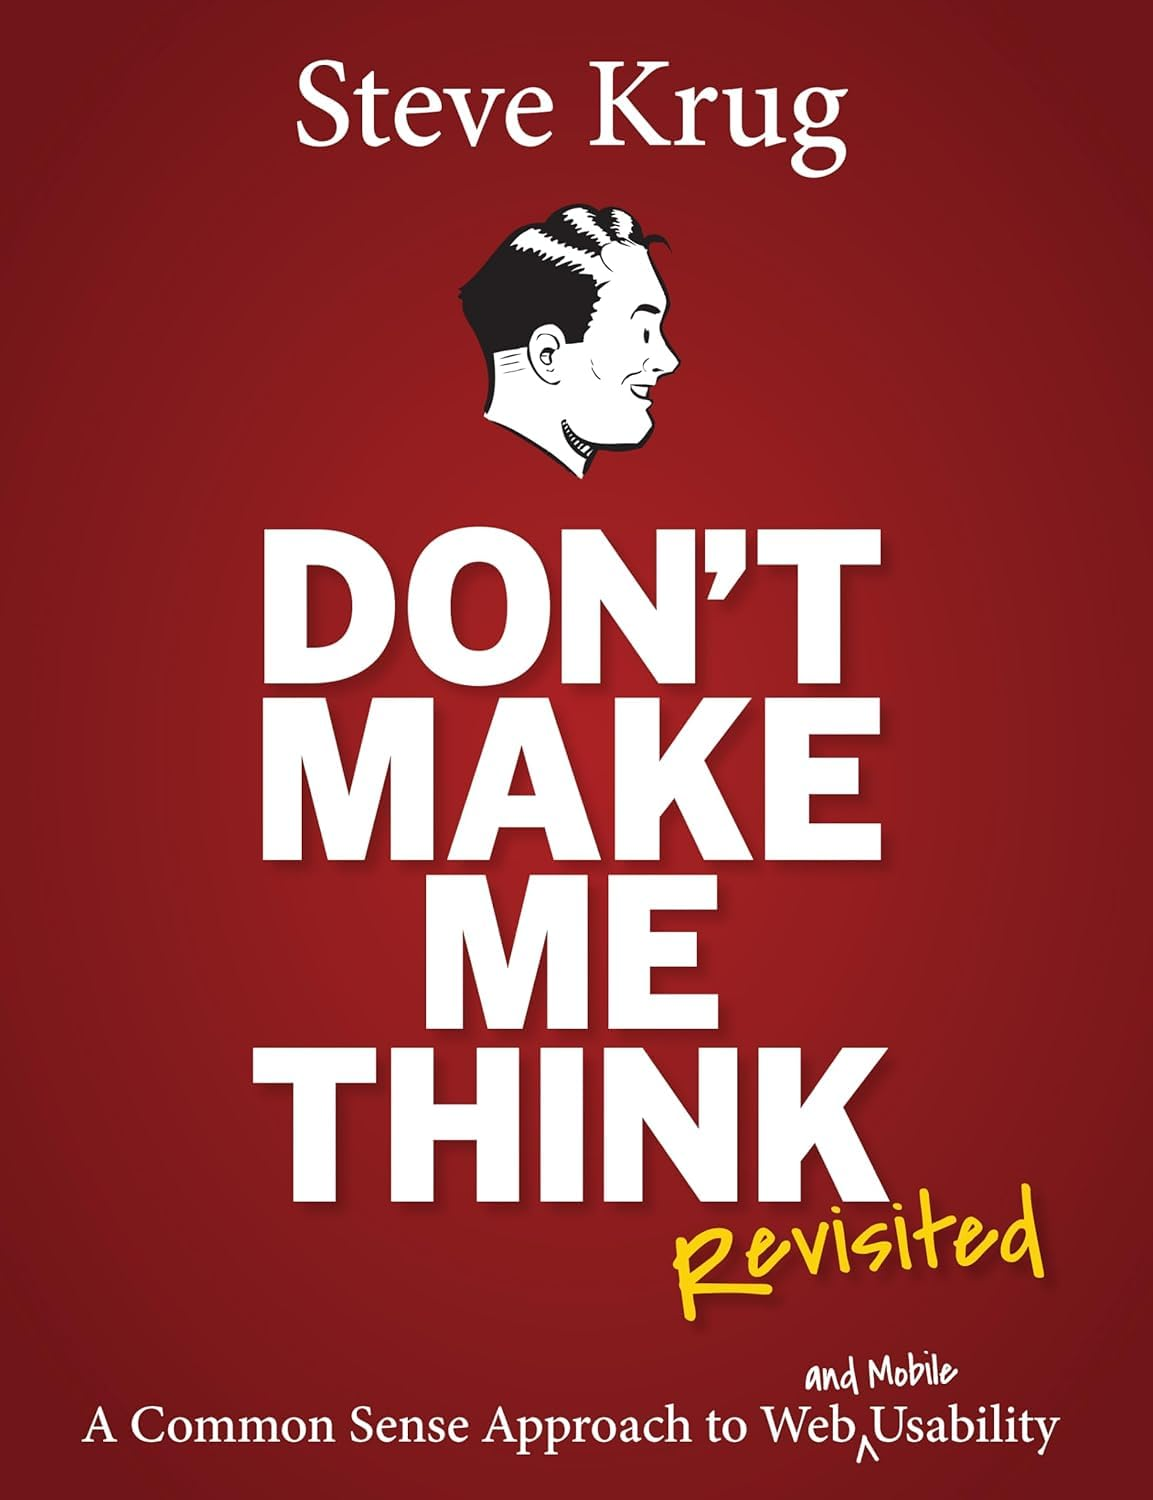 Steve Krug
DON'T
MAKE
ME
THINK
Revisited
and Mobile
A Common Sense Approach to Web Usability